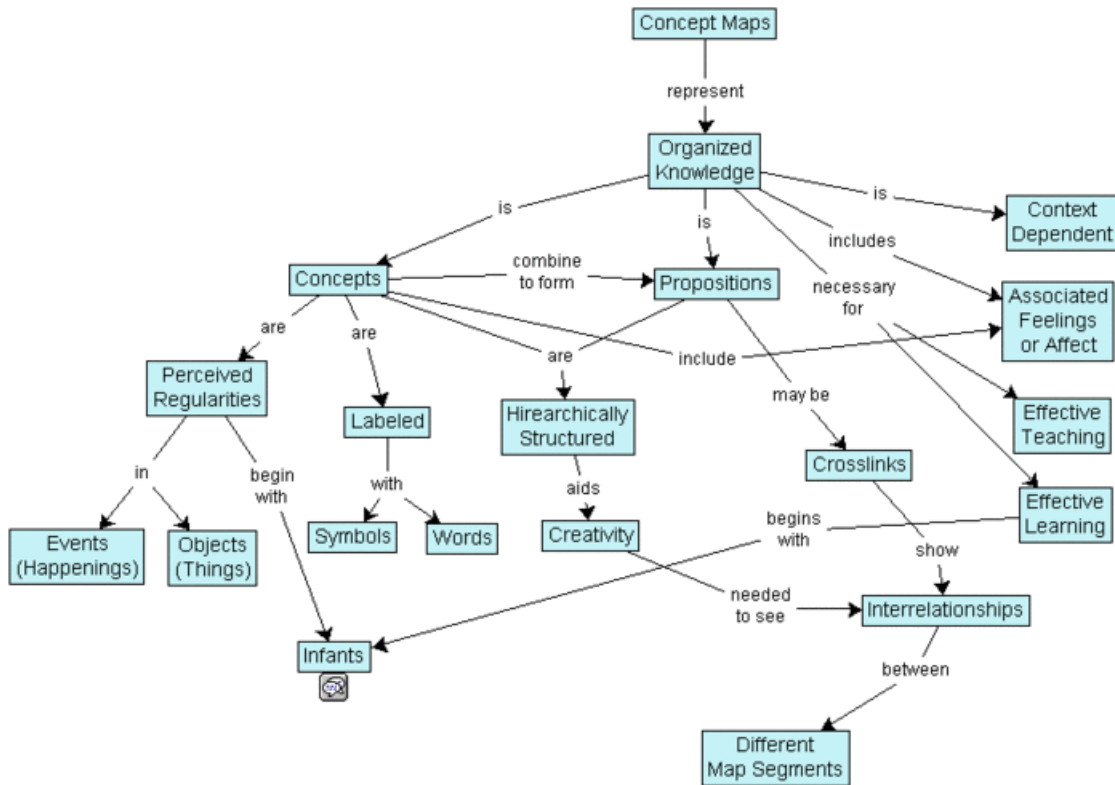 Concept Maps
represent
Organized
Knowledge
is
is
is
Context
Dependent
includes
combine
to form
Concepts
Propositions
necessary
for
Associated
Feelings
or Affect
are
are
are
include
Perceived
Regularities
may be
Labeled
Hirearchically
Structured
Effective
Teaching
Crosslinks
in
begin
with
with
aids
Effective
Learning
Symbols
Words
Creativity
begins
with
Events
(Happenings)
Objects
(Things)
show
needed
to see
Interrelationships
Infants
between
Different
Map Segments